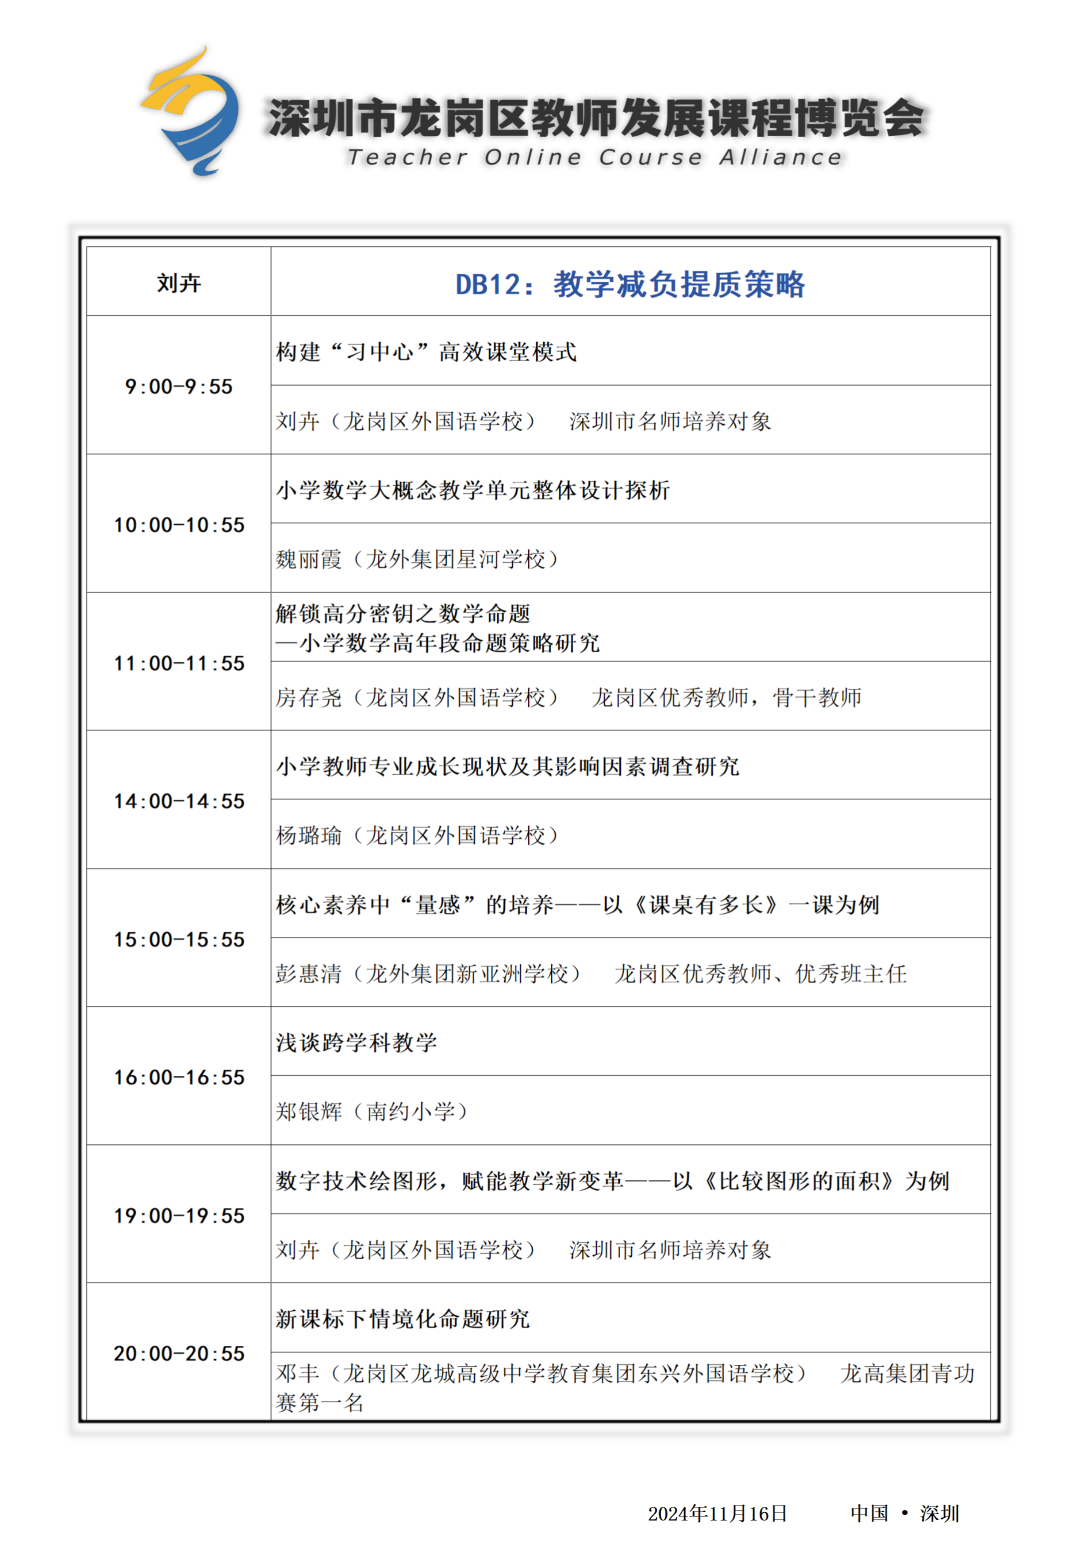 深圳市龙岗区教师发展课程博览会
Teacher Online Course Alliance
刘卉
DB12：教学减负提质策略
9:00-9:55
构建“习中心”高效课堂模式
刘卉（龙岗区外国语学校） 深圳市名师培养对象
10:00-10:55
小学数学大概念教学单元整体设计探析
魏丽霞（龙外集团星河学校）
11:00-11:55
解锁高分密钥之数学命题
—小学数学高年段命题策略研究
房存尧（龙岗区外国语学校） 龙岗区优秀教师，骨干教师
14:00-14:55
小学教师专业成长现状及其影响因素调查研究
杨璐瑜（龙岗区外国语学校）
15:00-15:55
核心素养中“量感”的培养——以《课桌有多长》一课为例
彭惠清（龙外集团新亚洲学校） 龙岗区优秀教师、优秀班主任
16:00-16:55
浅谈跨学科教学
郑银辉（南约小学）
19:00-19:55
数字技术绘图形，赋能教学新变革——以《比较图形的面积》为例
刘卉（龙岗区外国语学校） 深圳市名师培养对象
20:00-20:55
新课标下情境化命题研究
邓丰（龙岗区龙城高级中学教育集团东兴外国语学校） 龙高集团青功
赛第一名
2024年11月16日 中国 • 深圳